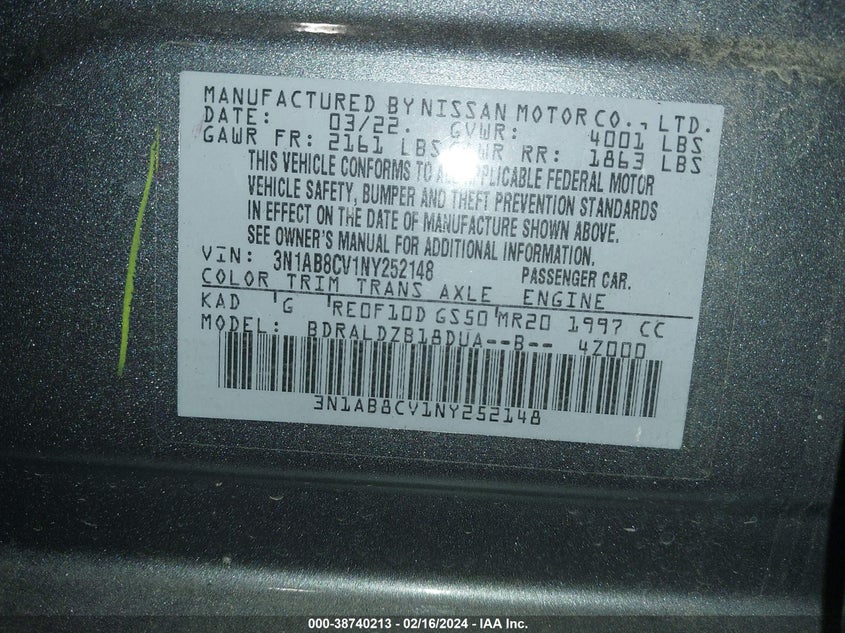 MANUFACTURED BY NISSAN MOTOR CO., LTD.
DATE: 03/22. GVWR: 4001 LBS
GAWR FR: 2161 LBS RR: 1863 LBS
THIS VEHICLE CONFORMS TO APPLICABLE FEDERAL MOTOR
VEHICLE SAFETY, BUMPER AND THEFT PREVENTION STANDARDS
IN EFFECT ON THE DATE OF MANUFACTURE SHOWN ABOVE.
SEE OWNER'S MANUAL FOR ADDITIONAL INFORMATION.
VIN: 3N1AB8CV1NY252148 PASSENGER CAR.
COLOR TRIM TRANS AXLE ENGINE
KAD G RE0F10D GS50 MR20 1997 CC
MODEL: BDRALDZB18DUA--B-- 4Z000
3N1AB8CV1NY252148
000-38740213 - 02/16/2024 - IAA Inc.